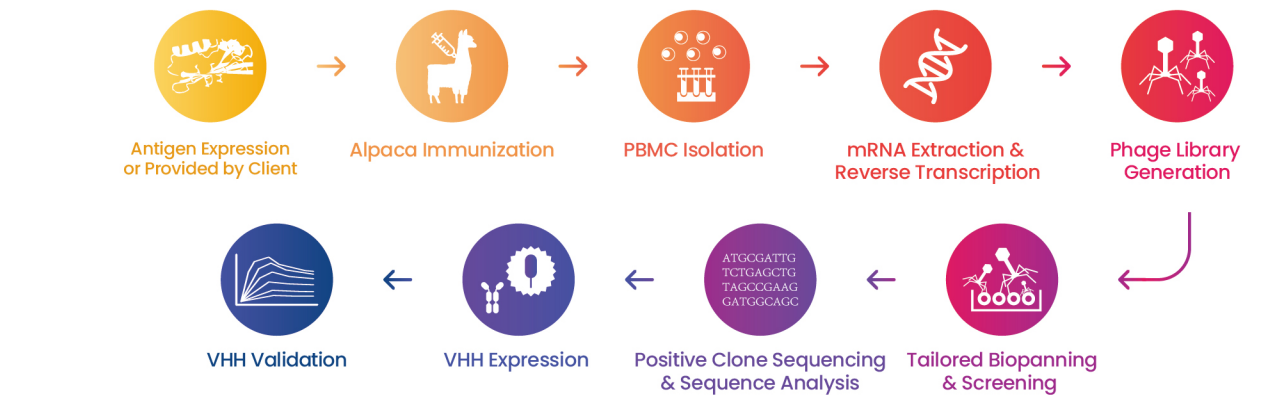 Antigen Expression
or Provided by Client
Alpaca Immunization
PBMC Isolation
mRNA Extraction &
Reverse Transcription
Phage Library
Generation
VHH Validation
VHH Expression
ATGCGATTG
TCTGAGCTG
TAGCCGAAG
GATGGCAGC
Positive Clone Sequencing
& Sequence Analysis
Tailored Biopanning
& Screening